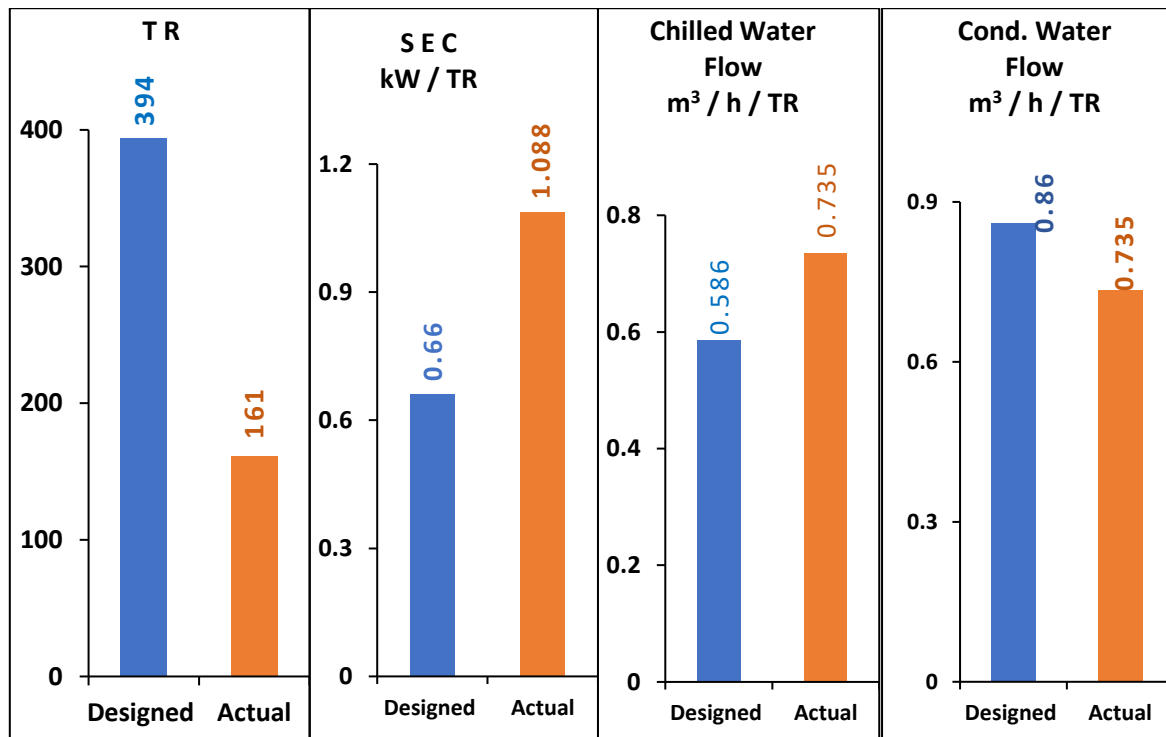 T R
394
161
400
300
200
100
0
Designed Actual
S E C
kW / TR
0.66
1.088
1.2
0.9
0.6
0.3
0
Designed Actual
Chilled Water
Flow
m³ / h / TR
0.586
0.735
0.8
0.6
0.4
0.2
0
Designed Actual
Cond. Water
Flow
m³ / h / TR
0.86
0.735
0.9
0.6
0.3
0
Designed Actual